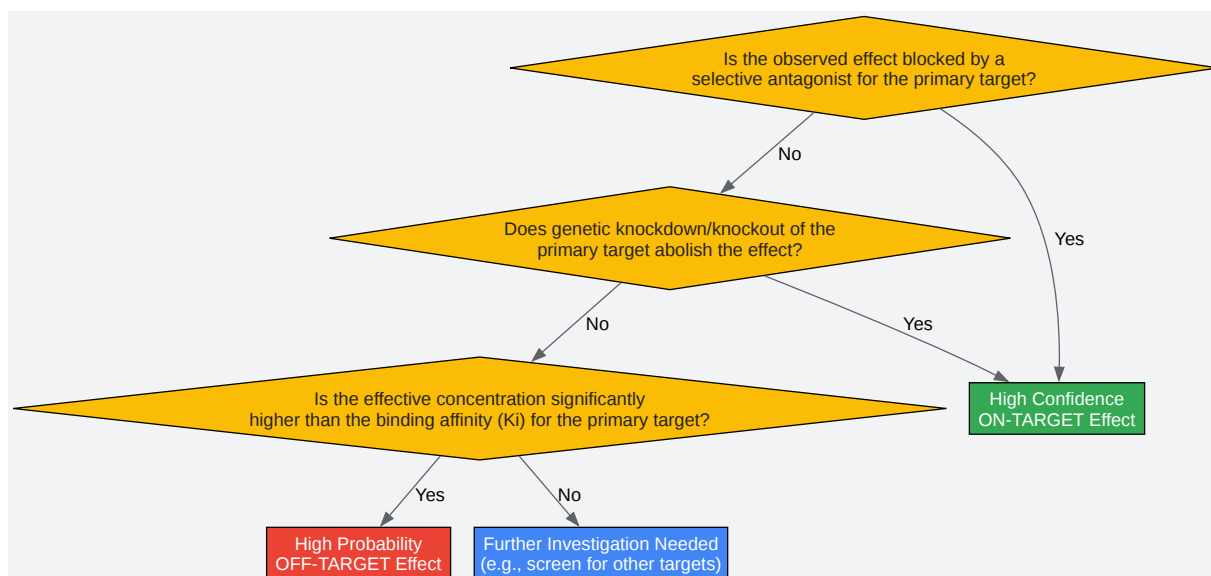 Is the observed effect blocked by a
selective antagonist for the primary target?
No
Yes
Does genetic knockdown/knockout of the
primary target abolish the effect?
No
Yes
Is the effective concentration significantly
higher than the binding affinity (Ki) for the primary target?
High Confidence
ON-TARGET Effect
Yes
No
High Probability
OFF-TARGET Effect
Further Investigation Needed
(e.g., screen for other targets)